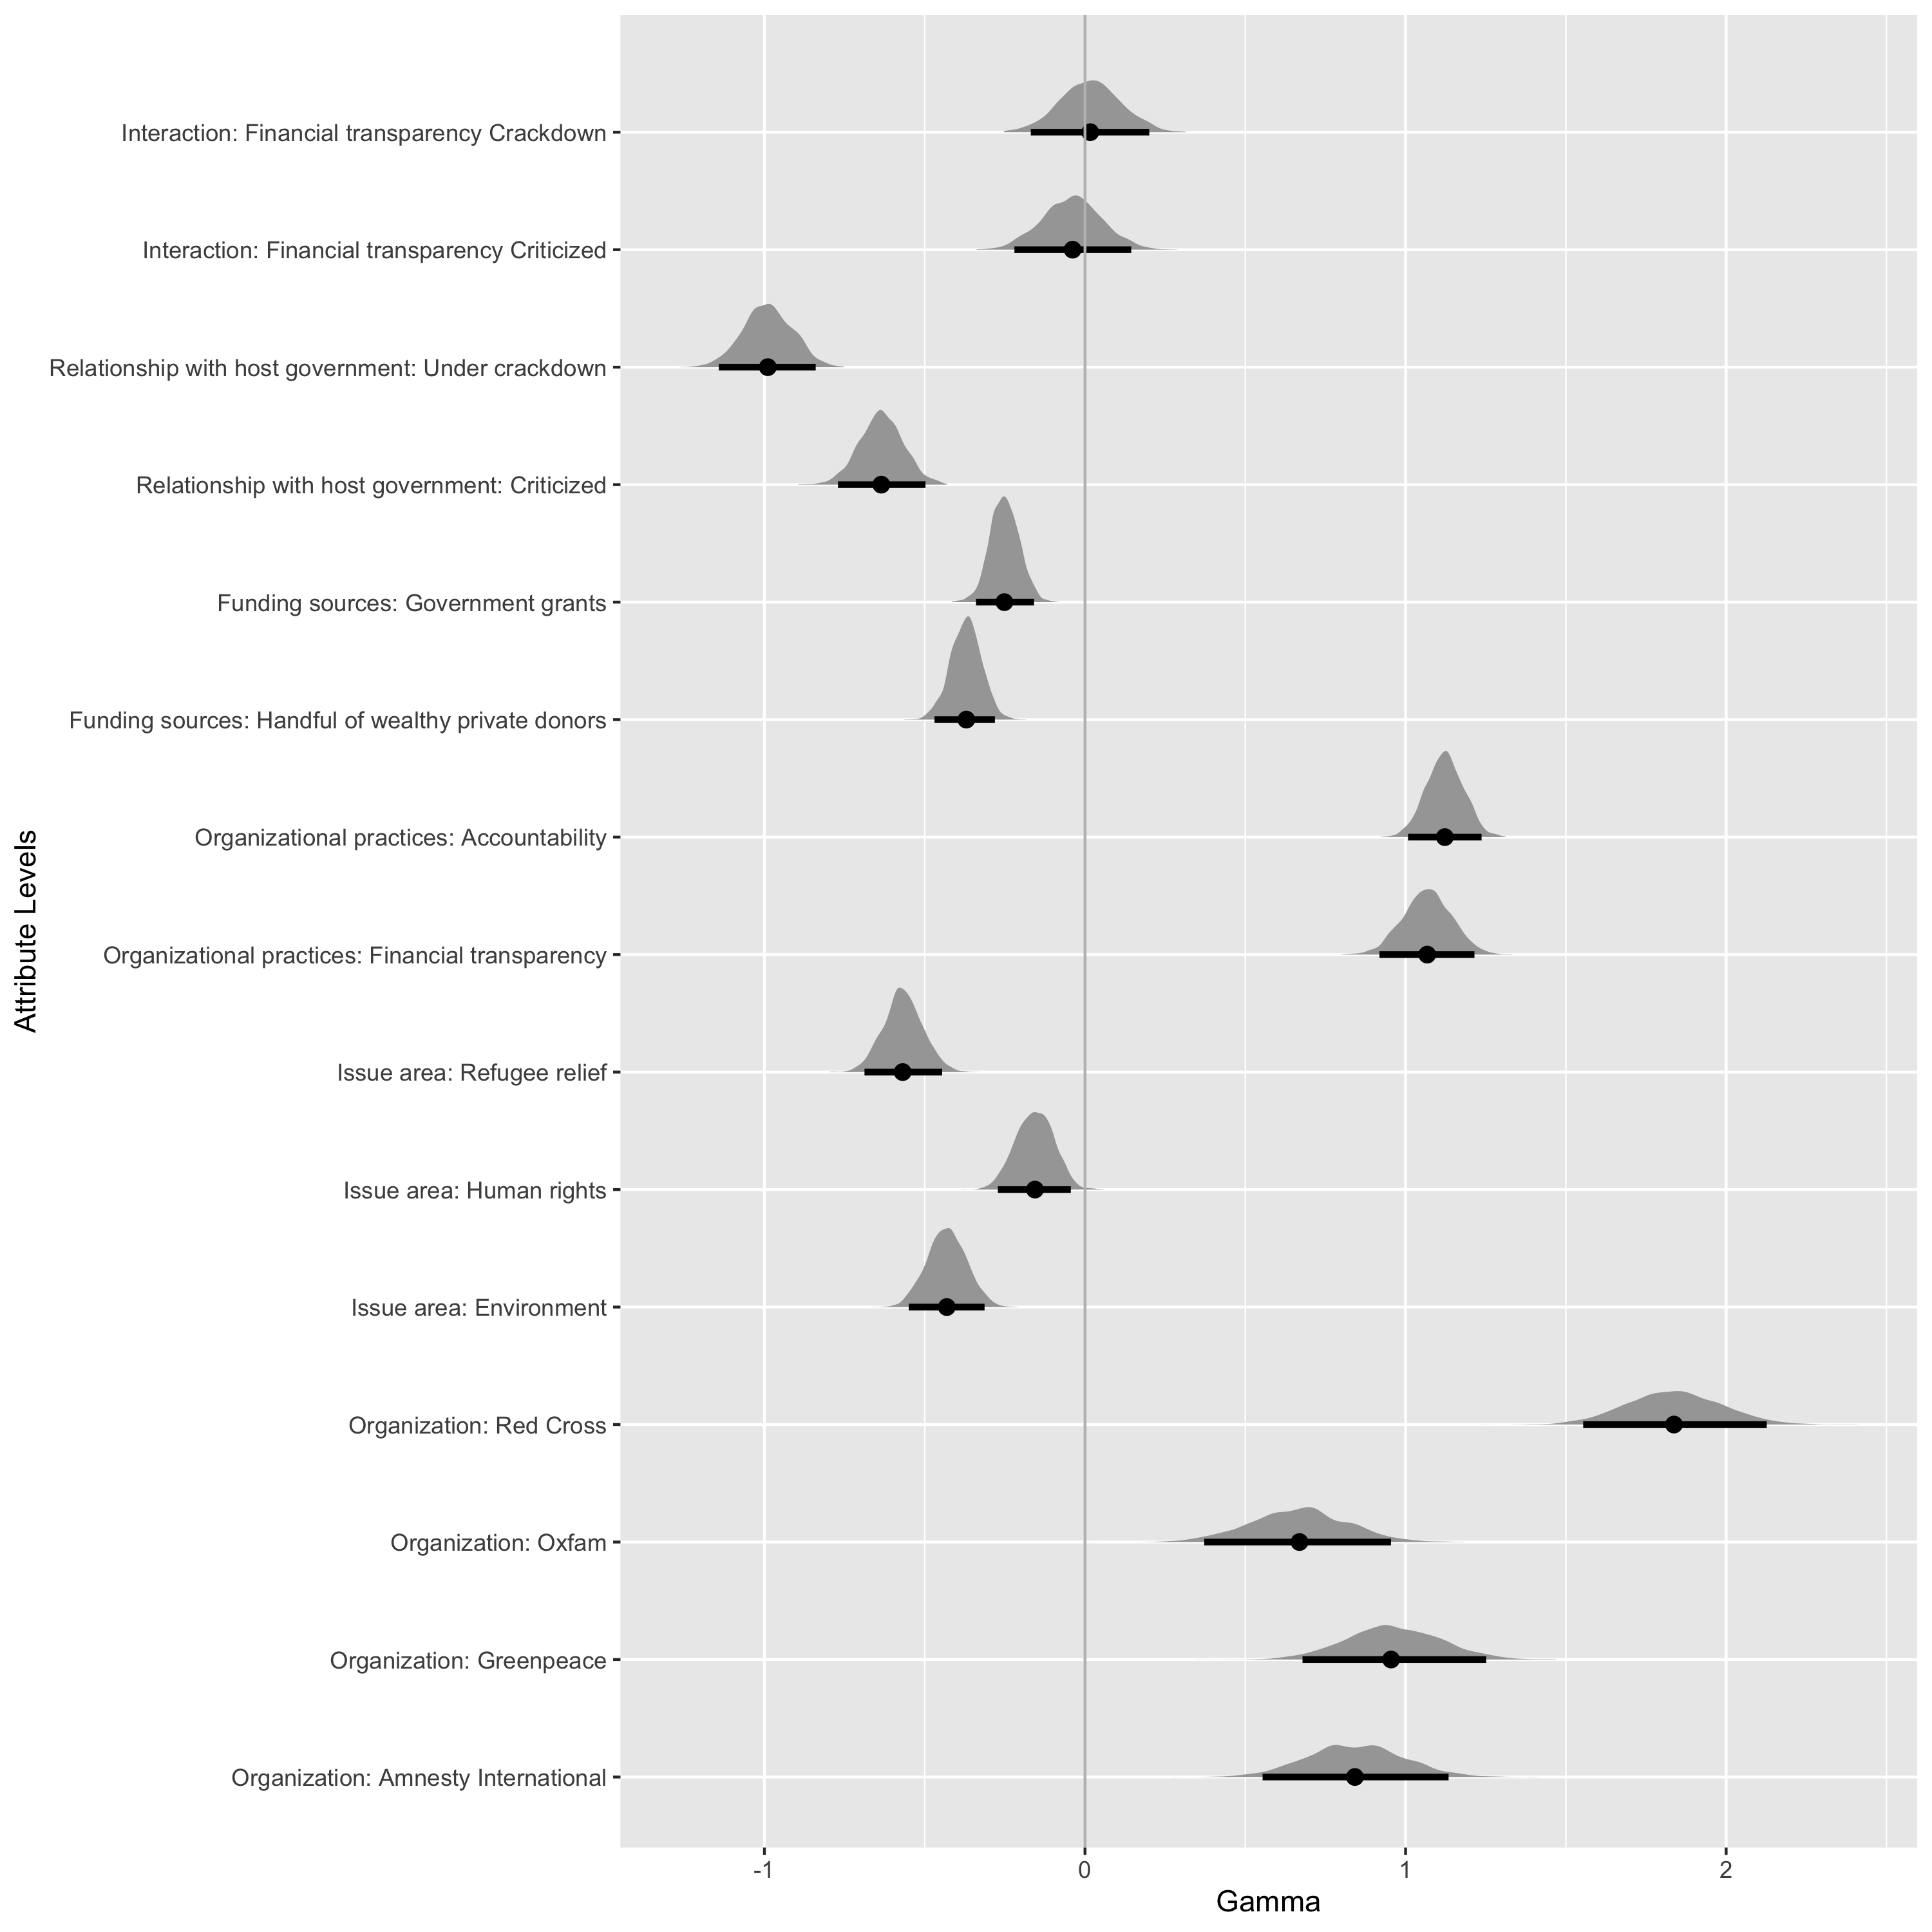 Interaction: Financial transparency Crackdown
Interaction: Financial transparency Criticized
Relationship with host government: Under crackdown
Relationship with host government: Criticized
Funding sources: Government grants
Funding sources: Handful of wealthy private donors
Organizational practices: Accountability
Organizational practices: Financial transparency
Issue area: Refugee relief
Issue area: Human rights
Issue area: Environment
Organization: Red Cross
Organization: Oxfam
Organization: Greenpeace
Organization: Amnesty International
Attribute Levels
-1 0 1 2
Gamma